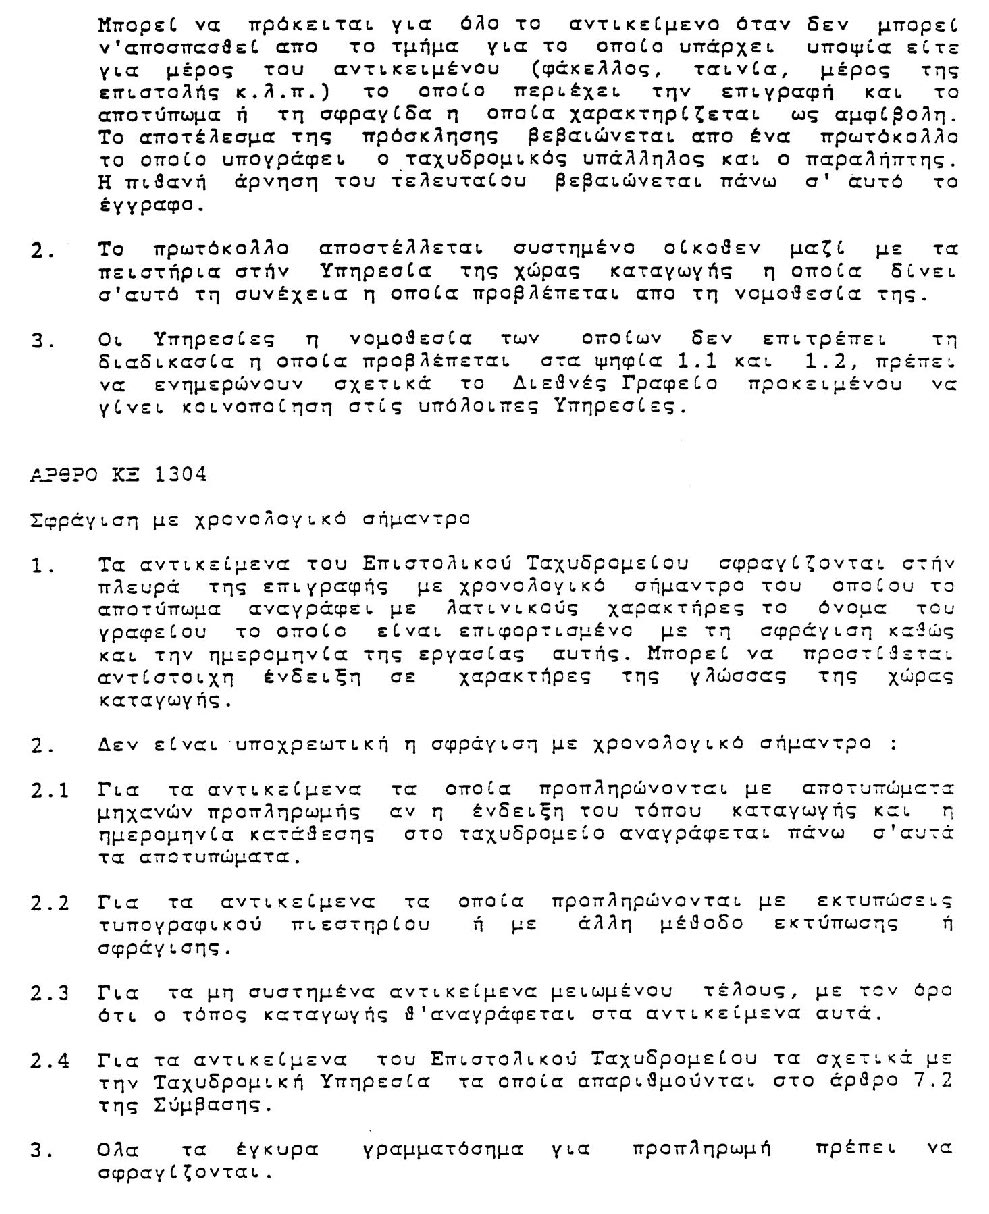 Μπορεί να πρόκειται για όλο το αντικείμενο όταν δεν μπορεί
ν'αποσπασθεί απο το τμήμα για το οποίο υπάρχει υποψία είτε
για μέρος του αντικειμένου (φάκελλος, ταινία, μέρος της
επιστολής κ.λ.π.) το οποίο περιέχει την επιγραφή και το
αποτύπωμα ή τη σφραγίδα η οποία χαρακτηρίζεται ως αμφίβολη.
Το αποτέλεσμα της πρόσκλησης βεβαιώνεται απο ένα πρωτόκολλο
το οποίο υπογράφει ο ταχυδρομικός υπάλληλος και ο παραλήπτης.
Η πιθανή άρνηση του τελευταίου βεβαιώνεται πάνω σ' αυτό το
έγγραφο.
2. Το πρωτόκολλο αποστέλλεται συστημένο οίκοθεν μαζί με τα
πειστήρια στήν Υπηρεσία της χώρας καταγωγής η οποία δίνει
σ'αυτό τη συνέχεια η οποία προβλέπεται απο τη νομοθεσία της.
3. Οι Υπηρεσίες η νομοθεσία των οποίων δεν επιτρέπει τη
διαδικασία η οποία προβλέπεται στα ψηφία 1.1 και 1.2, πρέπει
να ενημερώνουν σχετικά το Διεθνές Γραφείο προκειμένου να
γίνει κοινοποίηση στίς υπόλοιπες Υπηρεσίες.
ΑΡΘΡΟ ΚΞ 1304
Σφράγιση με χρονολογικό σήμαντρο
1. Τα αντικείμενα του Επιστολικού Ταχυδρομείου σφραγίζονται στήν
πλευρά της επιγραφής με χρονολογικό σήμαντρο του οποίου το
αποτύπωμα αναγράφει με λατινικούς χαρακτήρες το όνομα του
γραφείου το οποίο είναι επιφορτισμένο με τη σφράγιση καθώς
και την ημερομηνία της εργασίας αυτής. Μπορεί να προστίθεται
αντίστοιχη ένδειξη σε χαρακτήρες της γλώσσας της χώρας
καταγωγής.
2. Δεν είναι υποχρεωτική η σφράγιση με χρονολογικό σήμαντρο :
2.1 Για τα αντικείμενα τα οποία προπληρώνονται με αποτυπώματα
μηχανών προπληρωμής αν η ένδειξη του τόπου καταγωγής και η
ημερομηνία κατάθεσης στο ταχυδρομείο αναγράφεται πάνω σ'αυτά
τα αποτυπώματα.
2.2 Για τα αντικείμενα τα οποία προπληρώνονται με εκτυπώσεις
τυπογραφικού πιεστηρίου ή με άλλη μέθοδο εκτύπωσης ή
σφράγισης.
2.3 Για τα μη συστημένα αντικείμενα μειωμένου τέλους, με τον όρο
ότι ο τόπος καταγωγής θ'αναγράφεται στα αντικείμενα αυτά.
2.4 Για τα αντικείμενα του Επιστολικού Ταχυδρομείου τα σχετικά με
την Ταχυδρομική Υπηρεσία τα οποία απαριθμούνται στο άρθρο 7.2
της Σύμβασης.
3. Ολα τα έγκυρα γραμματόσημα για προπληρωμή πρέπει να
σφραγίζονται.